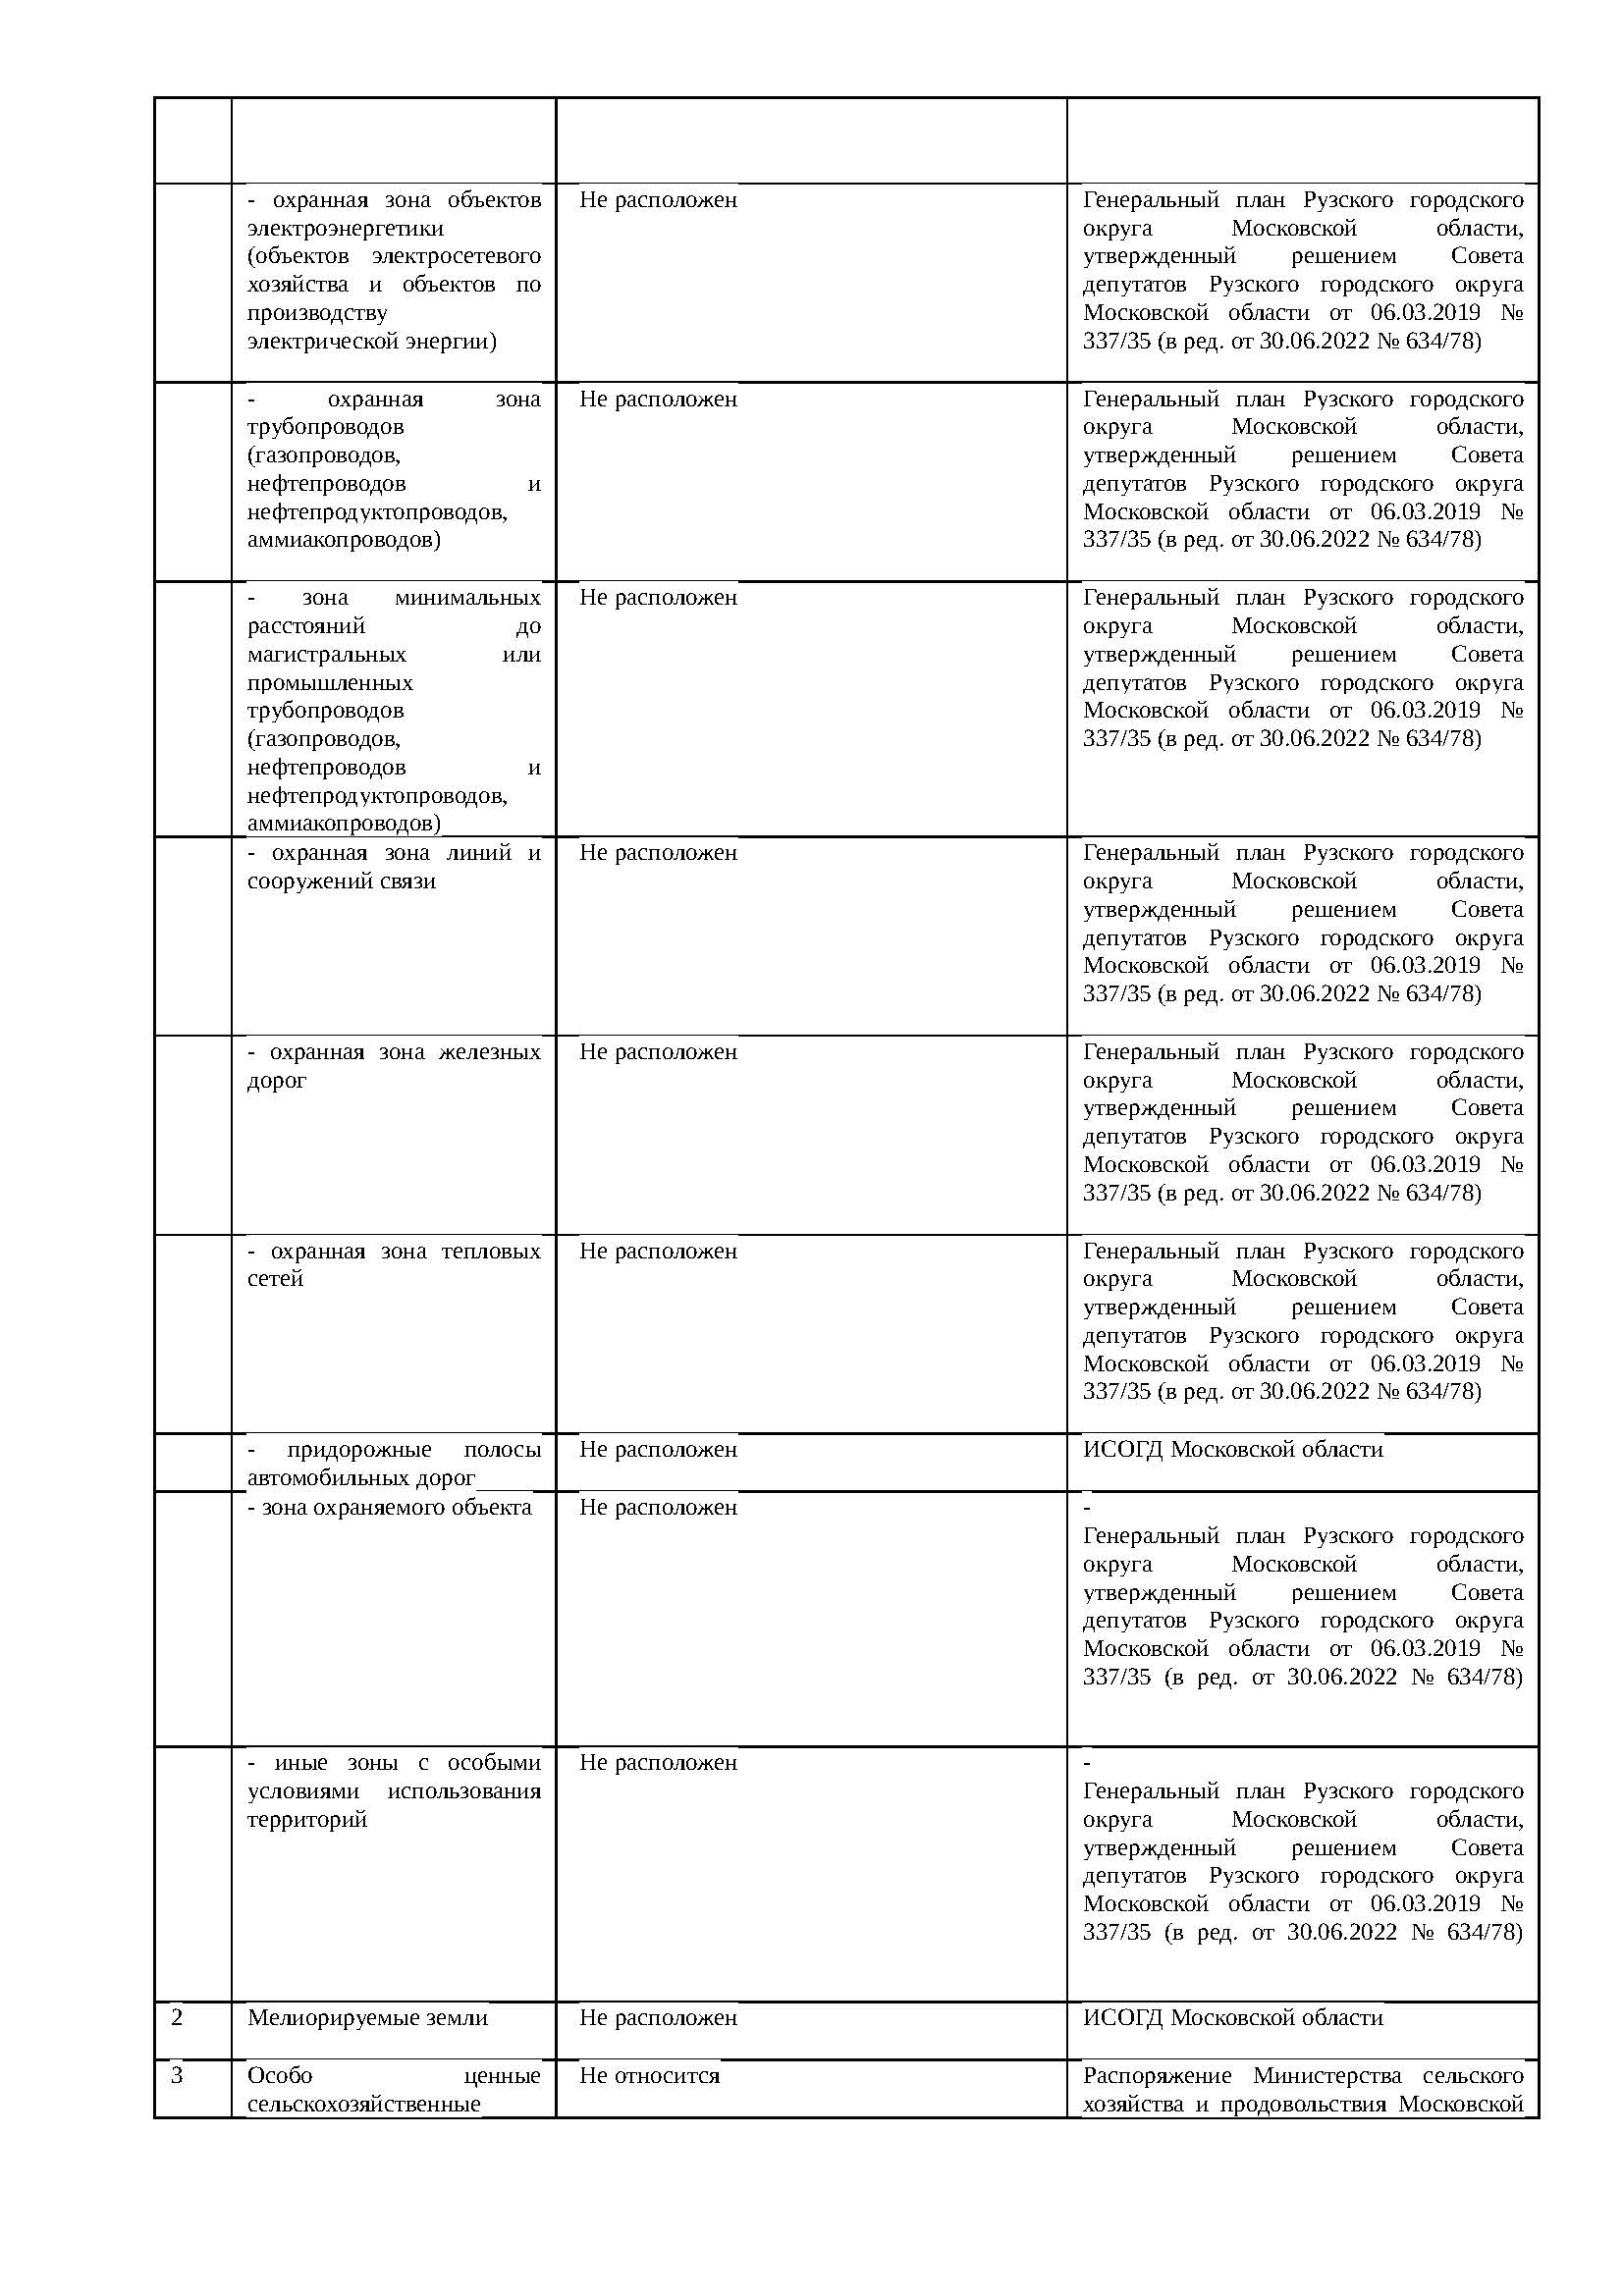 - охранная зона объектов
электроэнергетики
(объектов электросетевого
хозяйства и объектов по
производству
электрической энергии)
Не расположен
Генеральный план Рузского городского
округа Московской области,
утвержденный решением Совета
депутатов Рузского городского округа
Московской области от 06.03.2019 №
337/35 (в ред. от 30.06.2022 № 634/78)
- охранная зона
трубопроводов
(газопроводов,
нефтепроводов и
нефтепродуктопроводов,
аммиакопроводов)
Не расположен
Генеральный план Рузского городского
округа Московской области,
утвержденный решением Совета
депутатов Рузского городского округа
Московской области от 06.03.2019 №
337/35 (в ред. от 30.06.2022 № 634/78)
- зона минимальных
расстояний до
магистральных или
промышленных
трубопроводов
(газопроводов,
нефтепроводов и
нефтепродуктопроводов,
аммиакопроводов)
Не расположен
Генеральный план Рузского городского
округа Московской области,
утвержденный решением Совета
депутатов Рузского городского округа
Московской области от 06.03.2019 №
337/35 (в ред. от 30.06.2022 № 634/78)
- охранная зона линий и
сооружений связи
Не расположен
Генеральный план Рузского городского
округа Московской области,
утвержденный решением Совета
депутатов Рузского городского округа
Московской области от 06.03.2019 №
337/35 (в ред. от 30.06.2022 № 634/78)
- охранная зона железных
дорог
Не расположен
Генеральный план Рузского городского
округа Московской области,
утвержденный решением Совета
депутатов Рузского городского округа
Московской области от 06.03.2019 №
337/35 (в ред. от 30.06.2022 № 634/78)
- охранная зона тепловых
сетей
Не расположен
Генеральный план Рузского городского
округа Московской области,
утвержденный решением Совета
депутатов Рузского городского округа
Московской области от 06.03.2019 №
337/35 (в ред. от 30.06.2022 № 634/78)
- придорожные полосы
автомобильных дорог
Не расположен
ИСОГД Московской области
- зона охраняемого объекта
Не расположен
-
Генеральный план Рузского городского
округа Московской области,
утвержденный решением Совета
депутатов Рузского городского округа
Московской области от 06.03.2019 №
337/35 (в ред. от 30.06.2022 № 634/78)
- иные зоны с особыми
условиями использования
территорий
Не расположен
-
Генеральный план Рузского городского
округа Московской области,
утвержденный решением Совета
депутатов Рузского городского округа
Московской области от 06.03.2019 №
337/35 (в ред. от 30.06.2022 № 634/78)
2
Мелиорируемые земли
Не расположен
ИСОГД Московской области
3
Особо ценные
сельскохозяйственные
Не относится
Распоряжение Министерства сельского
хозяйства и продовольствия Московской